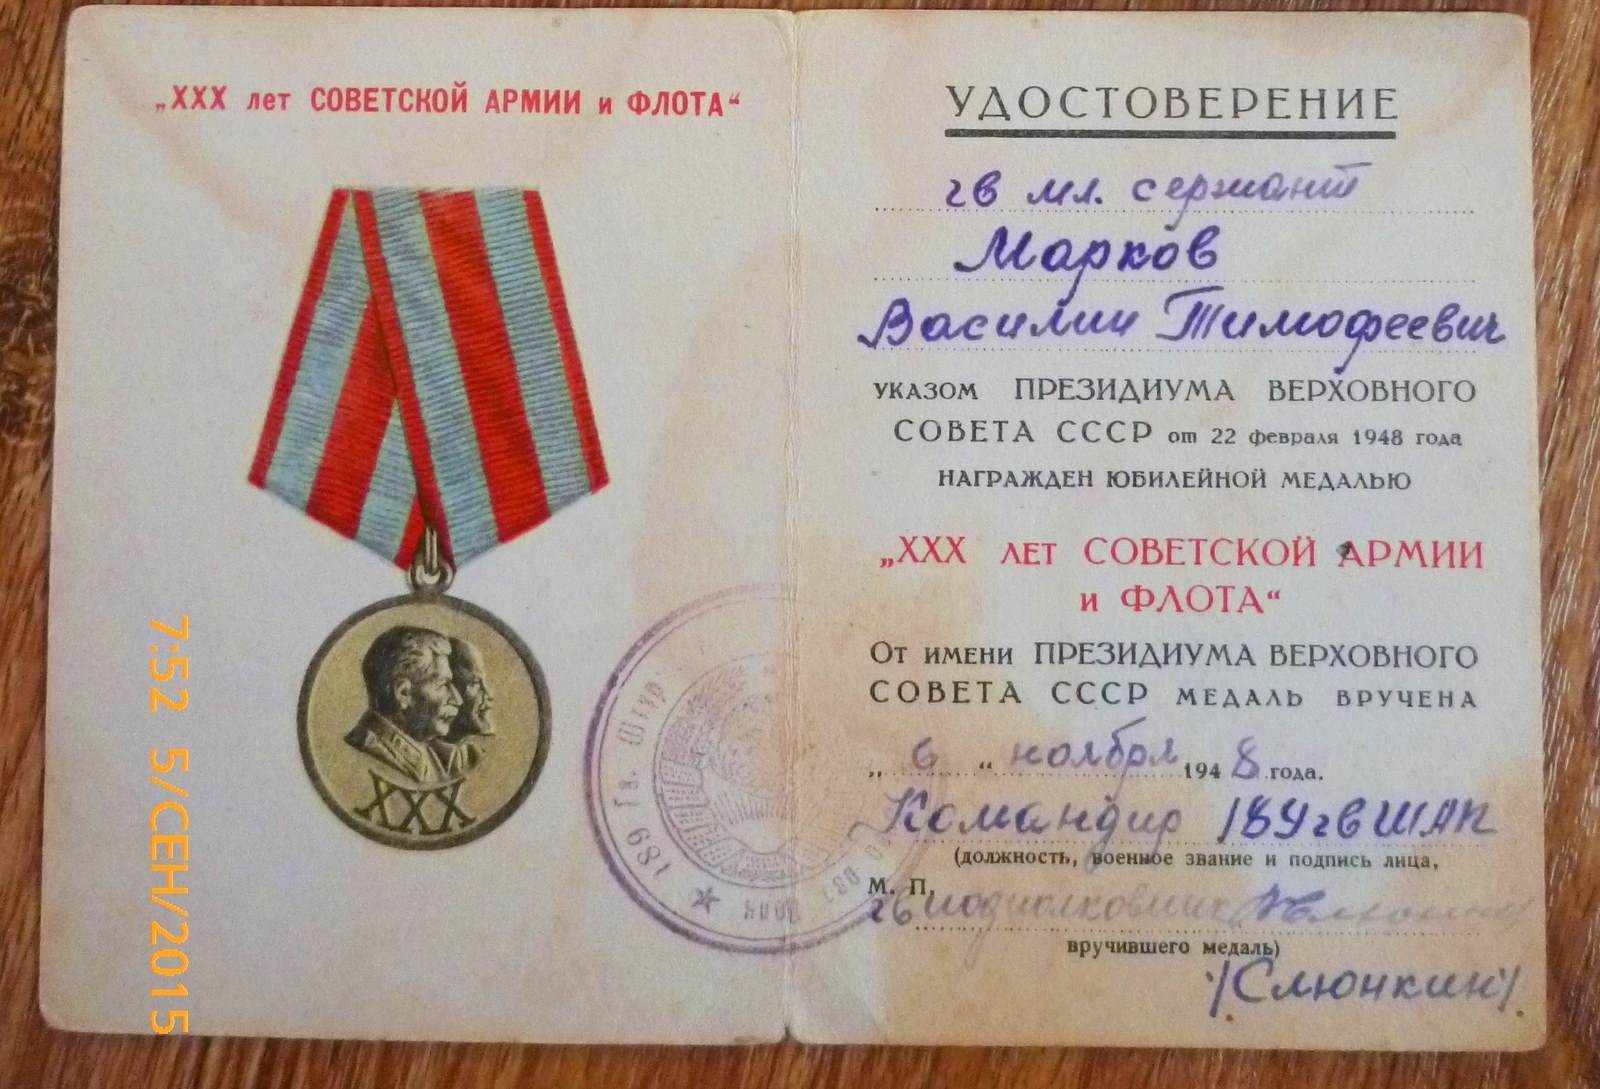 „XXX лет СОВЕТСКОЙ АРМИИ и ФЛОТА“
XXX
7:52 5/СЕН/2015
189 Гв. Штур
УДОСТОВЕРЕНИЕ
гв мл. сержант
Марков
Василий Тимофеевич
УКАЗОМ ПРЕЗИДИУМА ВЕРХОВНОГО
СОВЕТА СССР от 22 февраля 1948 года
НАГРАЖДЕН ЮБИЛЕЙНОЙ МЕДАЛЬЮ
„XXX ЛЕТ СОВЕТСКОЙ АРМИИ
и ФЛОТА“
От ИМЕНИ ПРЕЗИДИУМА ВЕРХОВНОГО
СОВЕТА СССР МЕДАЛЬ ВРУЧЕНА
„ 6 “ ноября 1948 года.
Командир 189 гв ШАП
(должность, военное звание и подпись лица,
М. П.
гв подполковник
вручившего медаль)
/Слюнкин/